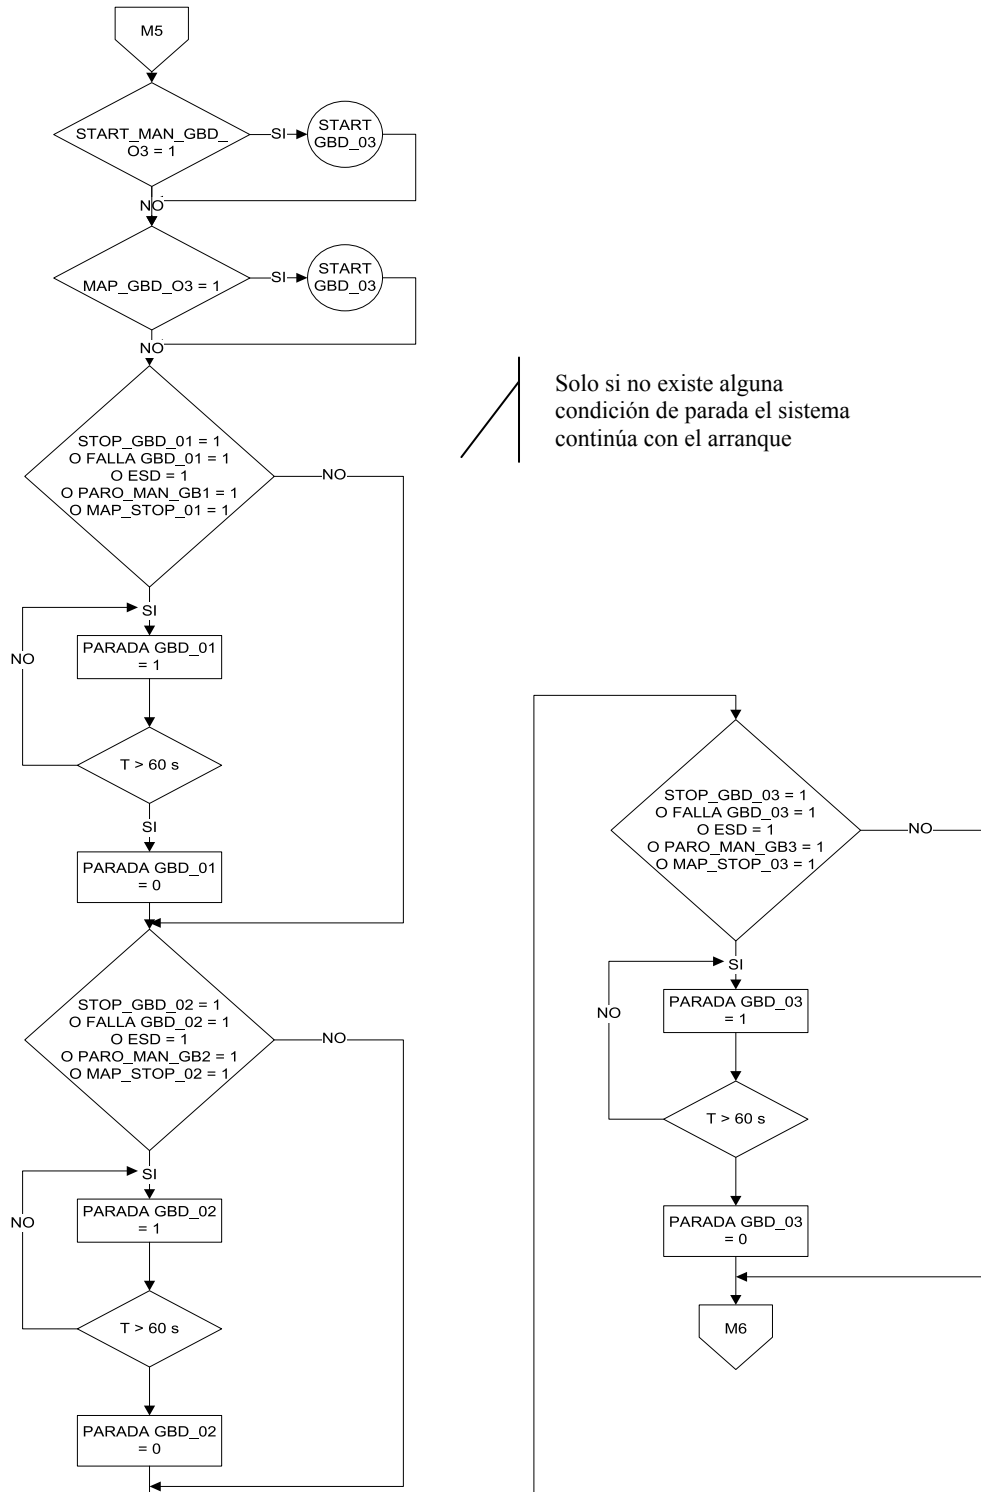 M5
START_MAN_GBD_
O3 = 1
SI
START
GBD_03
NO
MAP_GBD_O3 = 1
SI
START
GBD_03
NO
Solo si no existe alguna
condición de parada el sistema
continúa con el arranque
STOP_GBD_01 = 1
O FALLA GBD_01 = 1
O ESD = 1
O PARO_MAN_GB1 = 1
O MAP_STOP_01 = 1
NO
SI
PARADA GBD_01
= 1
NO
T > 60 s
SI
PARADA GBD_01
= 0
STOP_GBD_02 = 1
O FALLA GBD_02 = 1
O ESD = 1
O PARO_MAN_GB2 = 1
O MAP_STOP_02 = 1
NO
SI
PARADA GBD_02
= 1
NO
T > 60 s
PARADA GBD_02
= 0
STOP_GBD_03 = 1
O FALLA GBD_03 = 1
O ESD = 1
O PARO_MAN_GB3 = 1
O MAP_STOP_03 = 1
NO
SI
PARADA GBD_03
= 1
NO
T > 60 s
PARADA GBD_03
= 0
M6